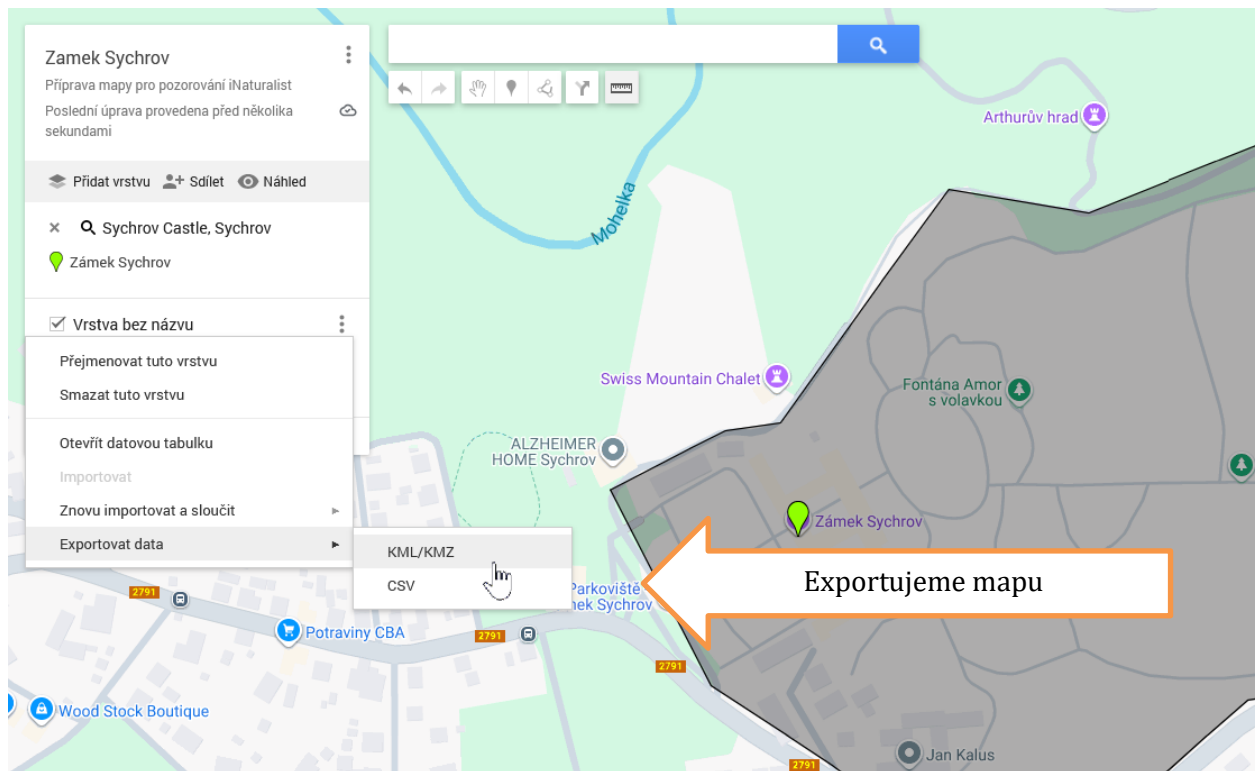 Zamek Sychrov
Příprava mapy pro pozorování iNaturalist
Poslední úprava provedena před několika
sekundami
Přidat vrstvu
Sdílet
Náhled
Sychrov Castle, Sychrov
Zámek Sychrov
Vrstva bez názvu
Přejmenovat tuto vrstvu
Smazat tuto vrstvu
Otevřít datovou tabulku
Importovat
Znovu importovat a sloučit
Exportovat data
KML/KMZ
CSV
Arthurův hrad
Mohelka
Swiss Mountain Chalet
Fontána Amor
s volavkou
ALZHEIMER
HOME Sychrov
Zámek Sychrov
Exportujeme mapu
Parkoviště
Sychrov
2791
Potraviny CBA
2791
2791
Wood Stock Boutique
Jan Kalus
2791